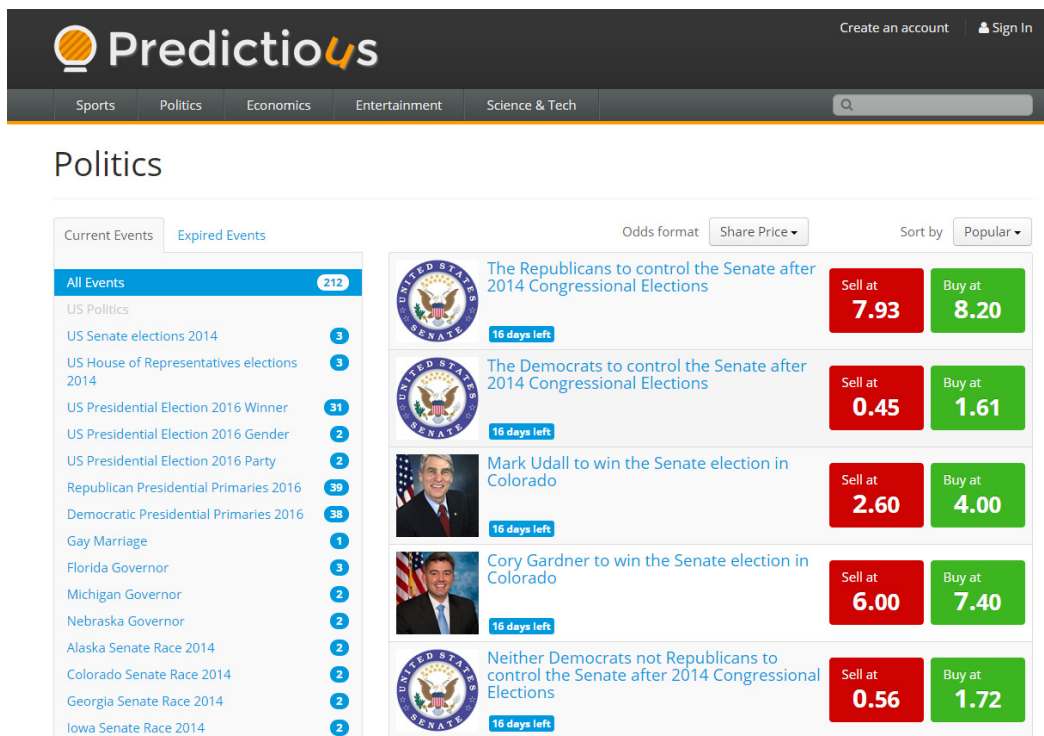 Predictious
Create an account
Sign In
Sports
Politics
Economics
Entertainment
Science & Tech
Politics
Current Events
Expired Events
Odds format
Share Price
Sort by
Popular
All Events 212
US Politics
US Senate elections 2014 3
US House of Representatives elections 3
2014
US Presidential Election 2016 Winner 31
US Presidential Election 2016 Gender 2
US Presidential Election 2016 Party 2
Republican Presidential Primaries 2016 39
Democratic Presidential Primaries 2016 38
Gay Marriage 1
Florida Governor 3
Michigan Governor 2
Nebraska Governor 2
Alaska Senate Race 2014 2
Colorado Senate Race 2014 2
Georgia Senate Race 2014 2
Iowa Senate Race 2014 2
UNITED STATES
SENATE
The Republicans to control the Senate after
2014 Congressional Elections
16 days left
Sell at
7.93
Buy at
8.20
UNITED STATES
SENATE
The Democrats to control the Senate after
2014 Congressional Elections
16 days left
Sell at
0.45
Buy at
1.61
Mark Udall to win the Senate election in
Colorado
16 days left
Sell at
2.60
Buy at
4.00
Cory Gardner to win the Senate election in
Colorado
16 days left
Sell at
6.00
Buy at
7.40
UNITED STATES
SENATE
Neither Democrats not Republicans to
control the Senate after 2014 Congressional
Elections
16 days left
Sell at
0.56
Buy at
1.72